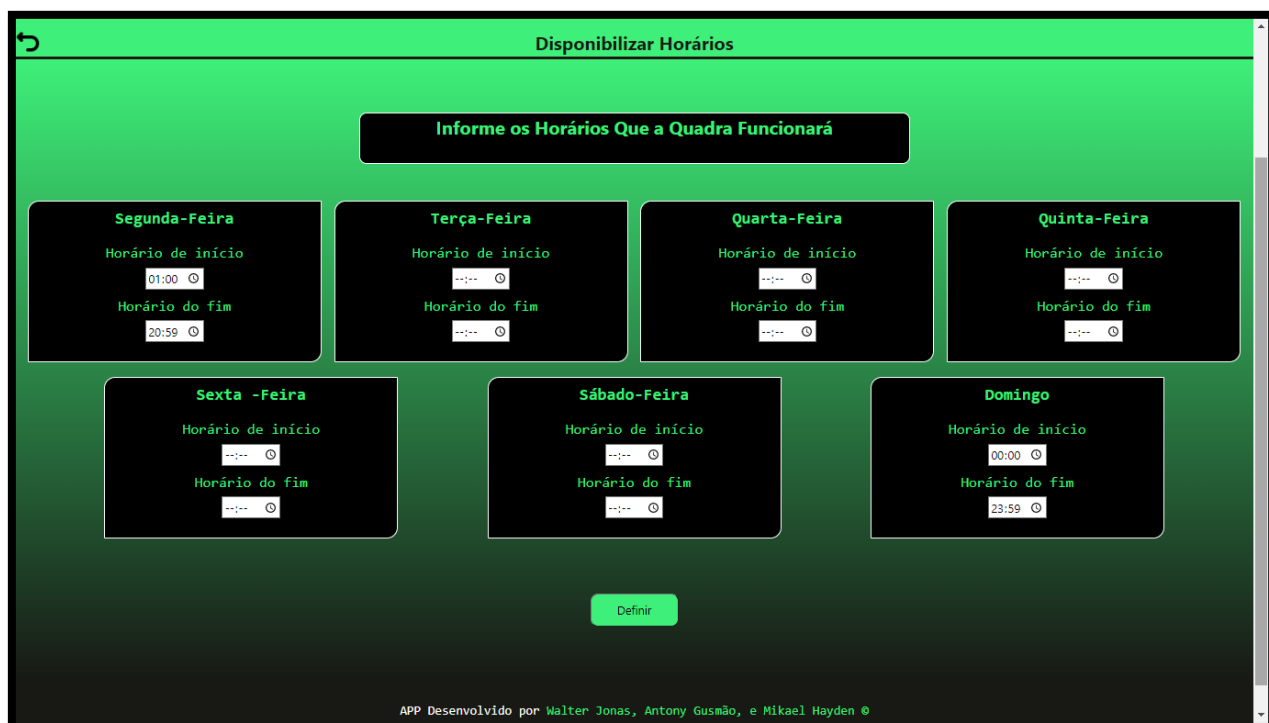 Disponibilizar Horários
Informe os Horários Que a Quadra Funcionará
Segunda-Feira
Horário de início
01:00
Horário do fim
20:59
Terça-Feira
Horário de início
--:--
Horário do fim
--:--
Quarta-Feira
Horário de início
--:--
Horário do fim
--:--
Quinta-Feira
Horário de início
--:--
Horário do fim
--:--
Sexta -Feira
Horário de início
--:--
Horário do fim
--:--
Sábado-Feira
Horário de início
--:--
Horário do fim
--:--
Domingo
Horário de início
00:00
Horário do fim
23:59
Definir
APP Desenvolvido por Walter Jonas, Antony Gusmão, e Mikael Hayden ©